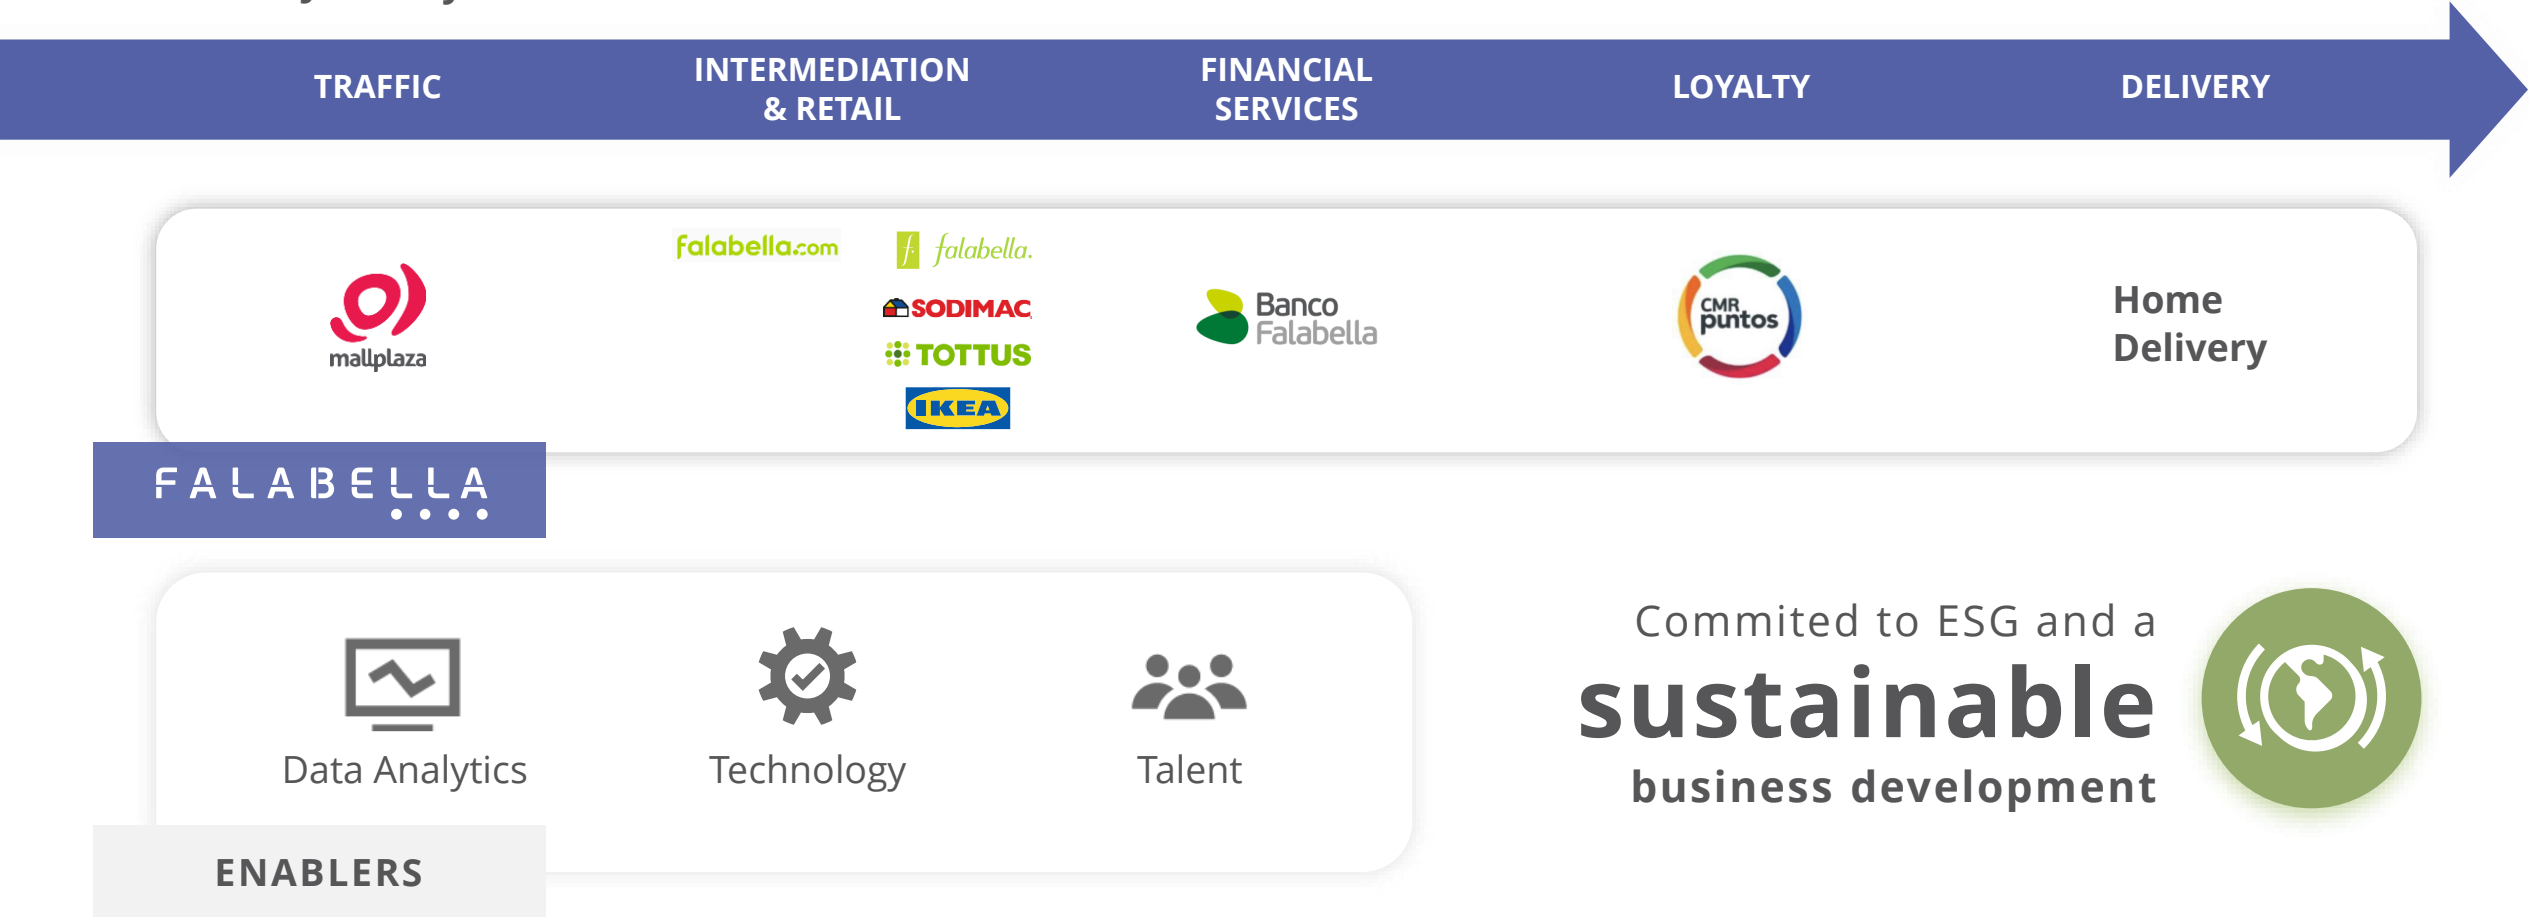 TRAFFIC
INTERMEDIATION
& RETAIL
FINANCIAL
SERVICES
LOYALTY
DELIVERY
mallplaza
falabella.com
f. falabella.
SODIMAC
TOTTUS
IKEA
Banco
Falabella
CMR
puntos
Home
Delivery
FALABELLA
Data Analytics
Technology
Talent
ENABLERS
Commited to ESG and a
sustainable
business development